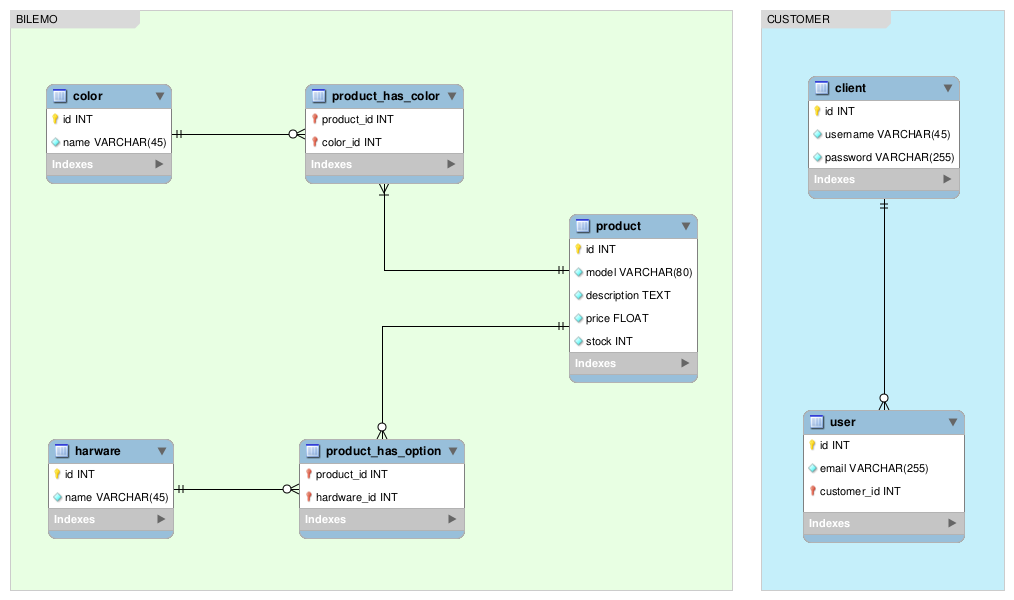 BILEMO
color
id INT
name VARCHAR(45)
Indexes
product_has_color
product_id INT
color_id INT
Indexes
product
id INT
model VARCHAR(80)
description TEXT
price FLOAT
stock INT
Indexes
harware
id INT
name VARCHAR(45)
Indexes
product_has_option
product_id INT
hardware_id INT
Indexes
CUSTOMER
client
id INT
username VARCHAR(45)
password VARCHAR(255)
Indexes
user
id INT
email VARCHAR(255)
customer_id INT
Indexes